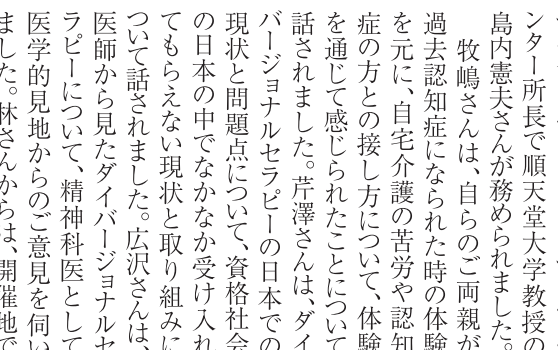 ンター所長で順天堂大学教授の
島内憲夫さんが務められました。
牧嶋さんは、自らのご両親が
過去認知症になられた時の体験
を元に、自宅介護の苦労や認知
症の方との接し方について、体験
を通じて感じられたことについて
話されました。芹澤さんは、ダイ
バージョナルセラピーの日本での
現状と問題点について、資格社会
の日本の中でなかなか受け入れ
てもらえない現状と取り組みに
ついて話されました。広沢さんは、
医師から見たダイバージョナルセ
ラピーについて、精神科医として
医学的見地からのご意見を伺い
ました。林さんからは、開催地で